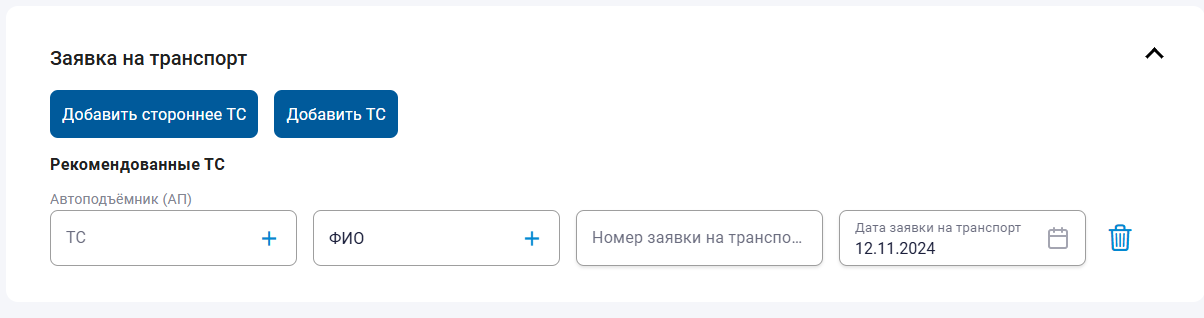 Заявка на транспорт
Добавить стороннее ТС Добавить ТС
Рекомендованные ТС
Автоподъёмник (АП)
ТС ФИО Номер заявки на транспо... Дата заявки на транспорт
12.11.2024